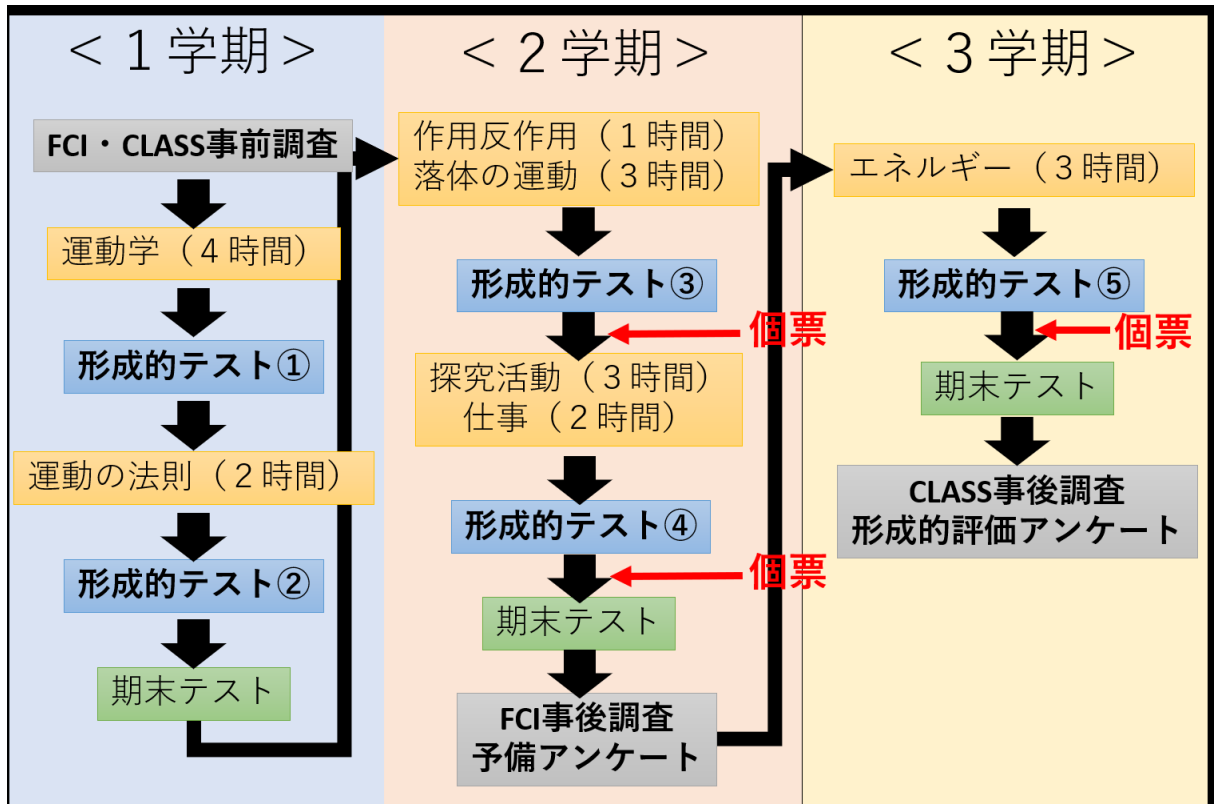 ＜１学期＞
FCI・CLASS事前調査
運動学（４時間）
形成的テスト①
運動の法則（２時間）
形成的テスト②
期末テスト
＜２学期＞
作用反作用（１時間）
落体の運動（３時間）
形成的テスト③
個票
探究活動（３時間）
仕事（２時間）
形成的テスト④
個票
期末テスト
FCI事後調査
予備アンケート
＜３学期＞
エネルギー（３時間）
形成的テスト⑤
個票
期末テスト
CLASS事後調査
形成的評価アンケート